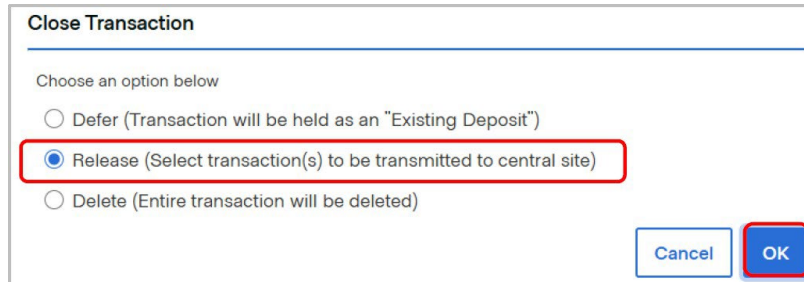 Close Transaction
Choose an option below
Defer (Transaction will be held as an "Existing Deposit")
Release (Select transaction(s) to be transmitted to central site)
Delete (Entire transaction will be deleted)
Cancel OK